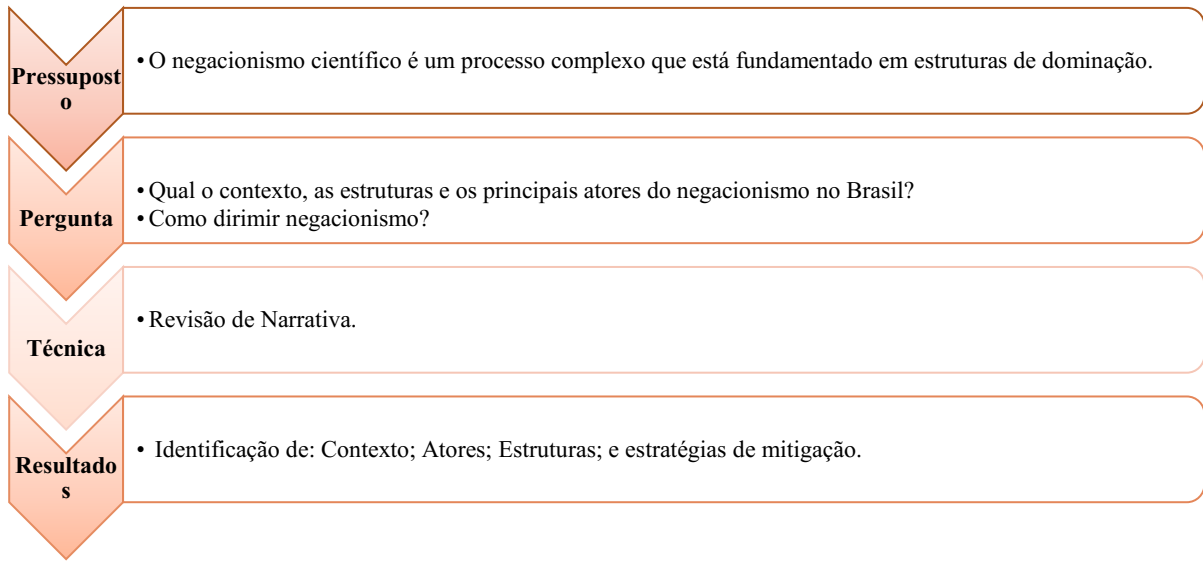 Pressupost
o
• O negacionismo científico é um processo complexo que está fundamentado em estruturas de dominação.
Pergunta
• Qual o contexto, as estruturas e os principais atores do negacionismo no Brasil?
• Como dirimir negacionismo?
Técnica
• Revisão de Narrativa.
Resultado
s
• Identificação de: Contexto; Atores; Estruturas; e estratégias de mitigação.